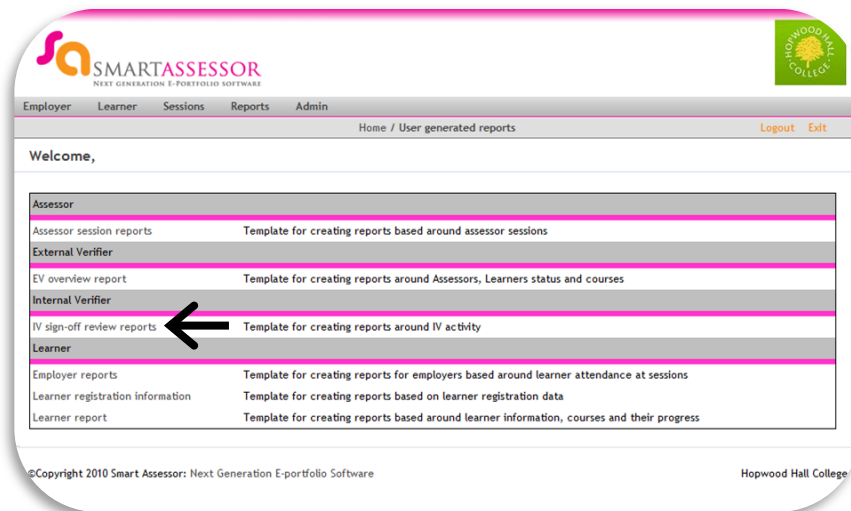 sa SMARTASSESSOR
NEXT GENERATION E-PORTFOLIO SOFTWARE
HOPWOOD HALL COLLEGE
Employer Learner Sessions Reports Admin
Home / User generated reports Logout Exit
Welcome,
Assessor
Assessor session reports Template for creating reports based around assessor sessions
External Verifier
EV overview report Template for creating reports around Assessors, Learners status and courses
Internal Verifier
IV sign-off review reports Template for creating reports around IV activity
Learner
Employer reports Template for creating reports for employers based around learner attendance at sessions
Learner registration information Template for creating reports based on learner registration data
Learner report Template for creating reports based around learner information, courses and their progress
©Copyright 2010 Smart Assessor: Next Generation E-portfolio Software Hopwood Hall College